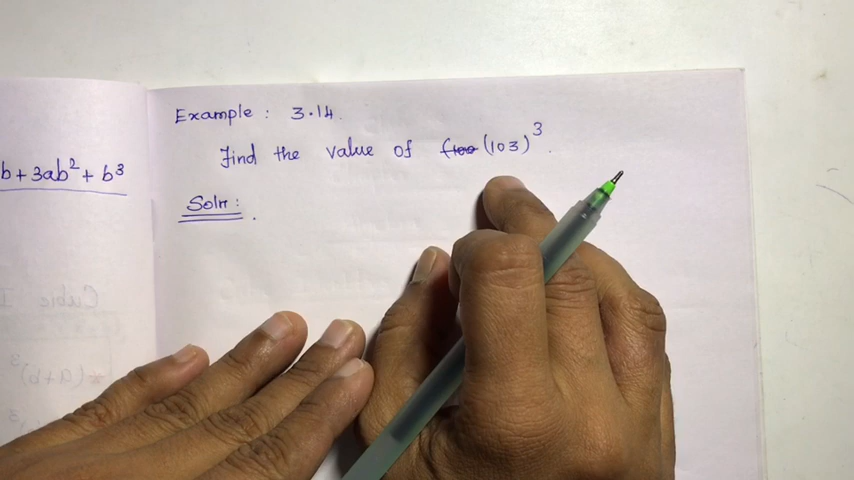 Example : 3.14.
Find the value of (103)³.
b + 3ab² + b³
Soln :